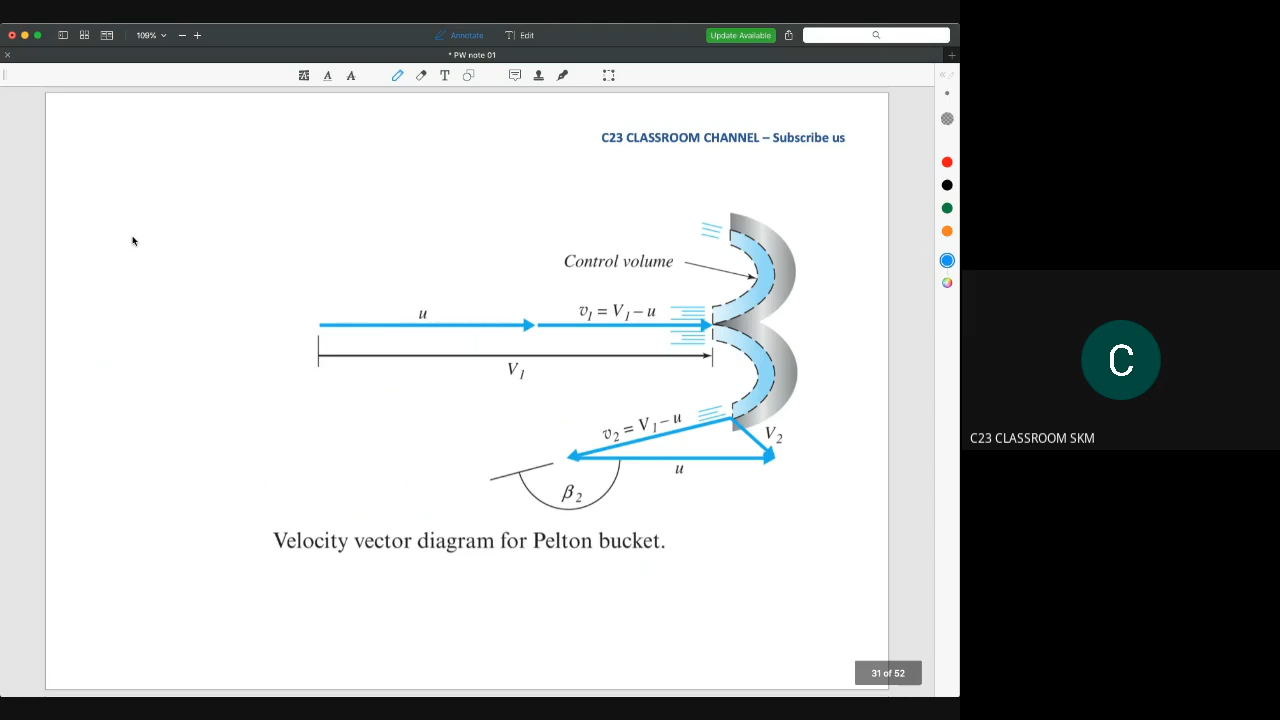 109%
Annotate
Edit
Update Available
* PW note 01
C23 CLASSROOM CHANNEL – Subscribe us
Control volume
u
v1 = V1 – u
V1
v2 = V1 – u
V2
u
β2
Velocity vector diagram for Pelton bucket.
31 of 52
C
C23 CLASSROOM SKM